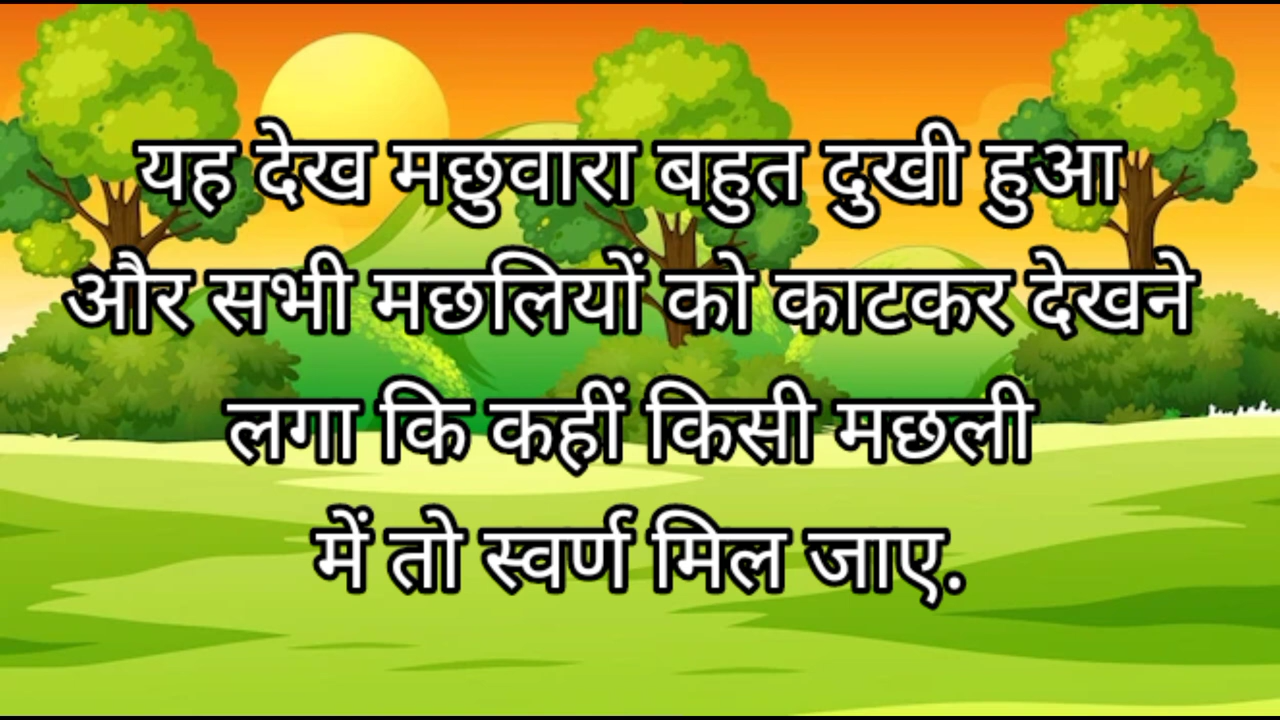 यह देख मछुवारा बहुत दुखी हुआ
और सभी मछलियों को काटकर देखने
लगा कि कहीं किसी मछली
में तो स्वर्ण मिल जाए.